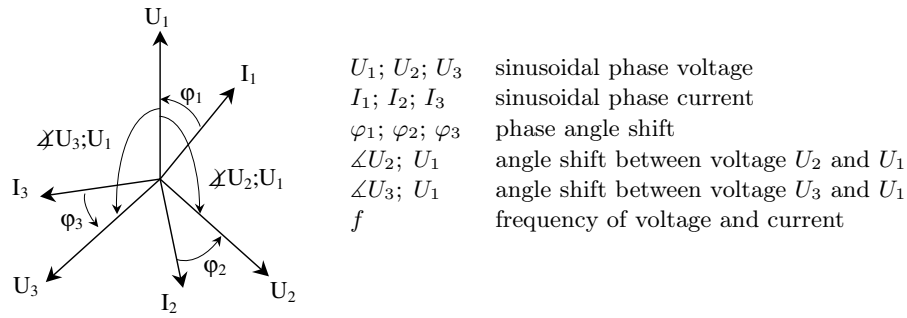 U1
I1
φ1
∡U3;U1
∡U2;U1
I3
φ3
φ2
U3
I2
U2
U1; U2; U3 sinusoidal phase voltage
I1; I2; I3 sinusoidal phase current
φ1; φ2; φ3 phase angle shift
∡U2; U1 angle shift between voltage U2 and U1
∡U3; U1 angle shift between voltage U3 and U1
f frequency of voltage and current